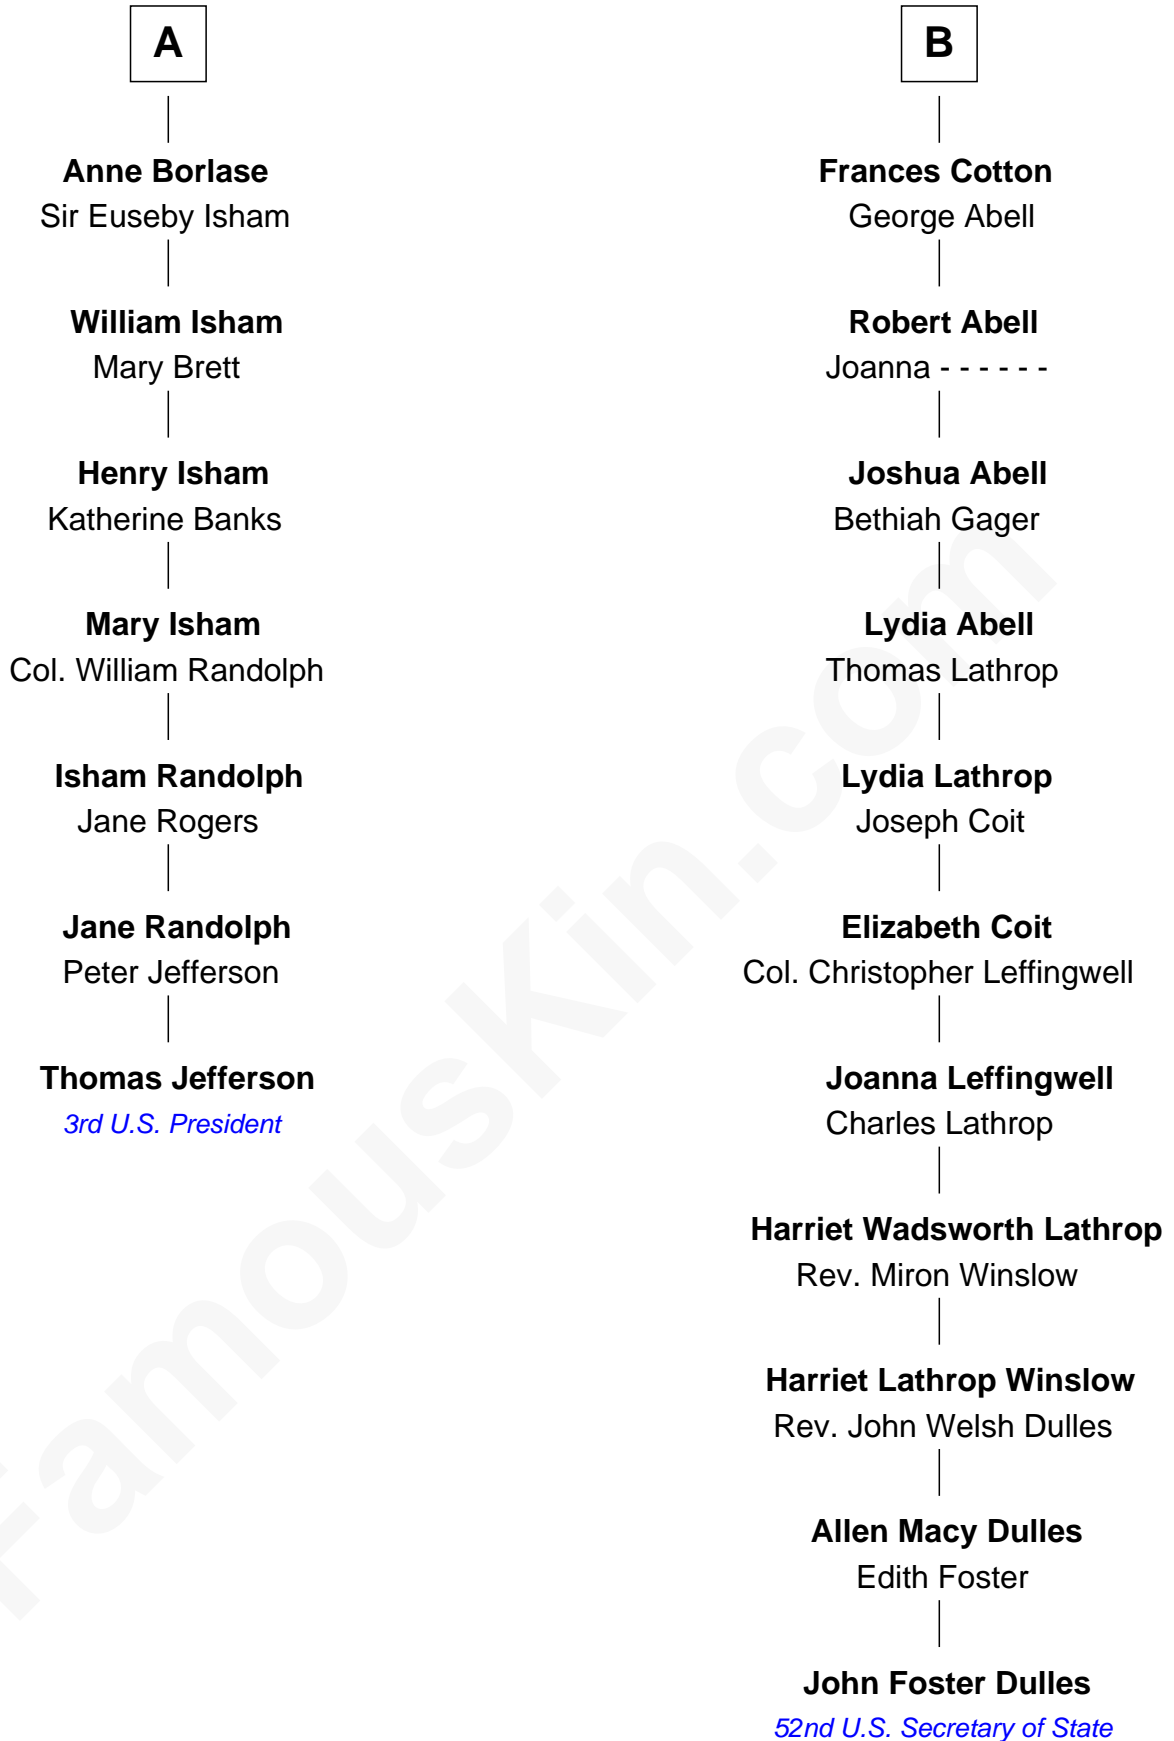 A
Anne Borlase
Sir Euseby Isham
William Isham
Mary Brett
Henry Isham
Katherine Banks
Mary Isham
Col. William Randolph
Isham Randolph
Jane Rogers
Jane Randolph
Peter Jefferson
Thomas Jefferson
3rd U.S. President
B
Frances Cotton
George Abell
Robert Abell
Joanna - - - - - -
Joshua Abell
Bethiah Gager
Lydia Abell
Thomas Lathrop
Lydia Lathrop
Joseph Coit
Elizabeth Coit
Col. Christopher Leffingwell
Joanna Leffingwell
Charles Lathrop
Harriet Wadsworth Lathrop
Rev. Miron Winslow
Harriet Lathrop Winslow
Rev. John Welsh Dulles
Allen Macy Dulles
Edith Foster
John Foster Dulles
52nd U.S. Secretary of State
FamousKin.com